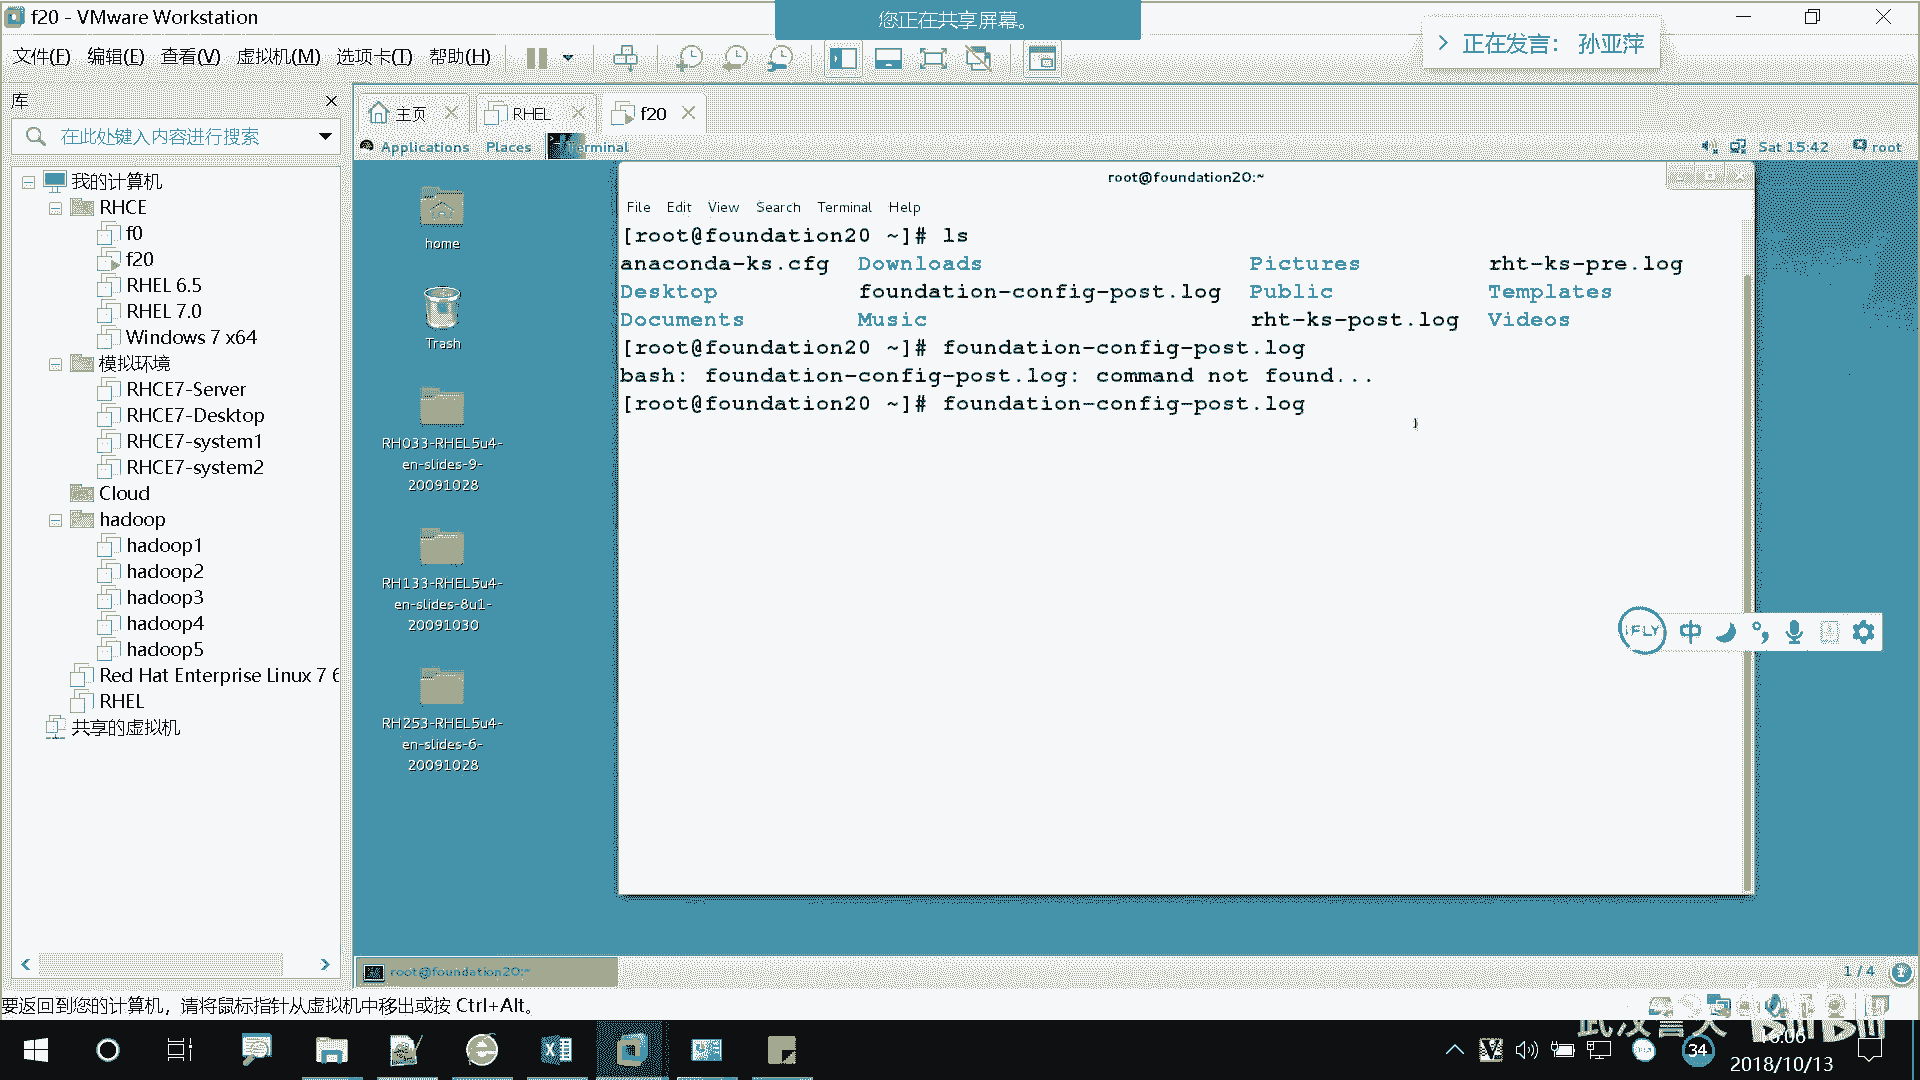 f20 - VMware Workstation
您正在共享屏幕。
正在发言: 孙亚萍
文件(F) 编辑(E) 查看(V) 虚拟机(M) 选项卡(T) 帮助(H)
库
在此处键入内容进行搜索
我的计算机
RHCE
f0
f20
RHEL 6.5
RHEL 7.0
Windows 7 x64
模拟环境
RHCE7-Server
RHCE7-Desktop
RHCE7-system1
RHCE7-system2
Cloud
hadoop
hadoop1
hadoop2
hadoop3
hadoop4
hadoop5
Red Hat Enterprise Linux 7 6
RHEL
共享的虚拟机
主页 RHEL f20
Applications Places Terminal
Sat 15:42 root
home
Trash
RH033-RHEL5u4-
en-slides-9-
20091028
RH133-RHEL5u4-
en-slides-8u1-
20091030
RH253-RHEL5u4-
en-slides-6-
20091028
root@foundation20:~
File Edit View Search Terminal Help
[root@foundation20 ~]# ls
anaconda-ks.cfg Downloads Pictures rht-ks-pre.log
Desktop foundation-config-post.log Public Templates
Documents Music rht-ks-post.log Videos
[root@foundation20 ~]# foundation-config-post.log
bash: foundation-config-post.log: command not found...
[root@foundation20 ~]# foundation-config-post.log
iFLY 中
root@foundation20:~
1 / 4
要返回到您的计算机，请将鼠标指针从虚拟机中移出或按 Ctrl+Alt。
34
16:06
2018/10/13